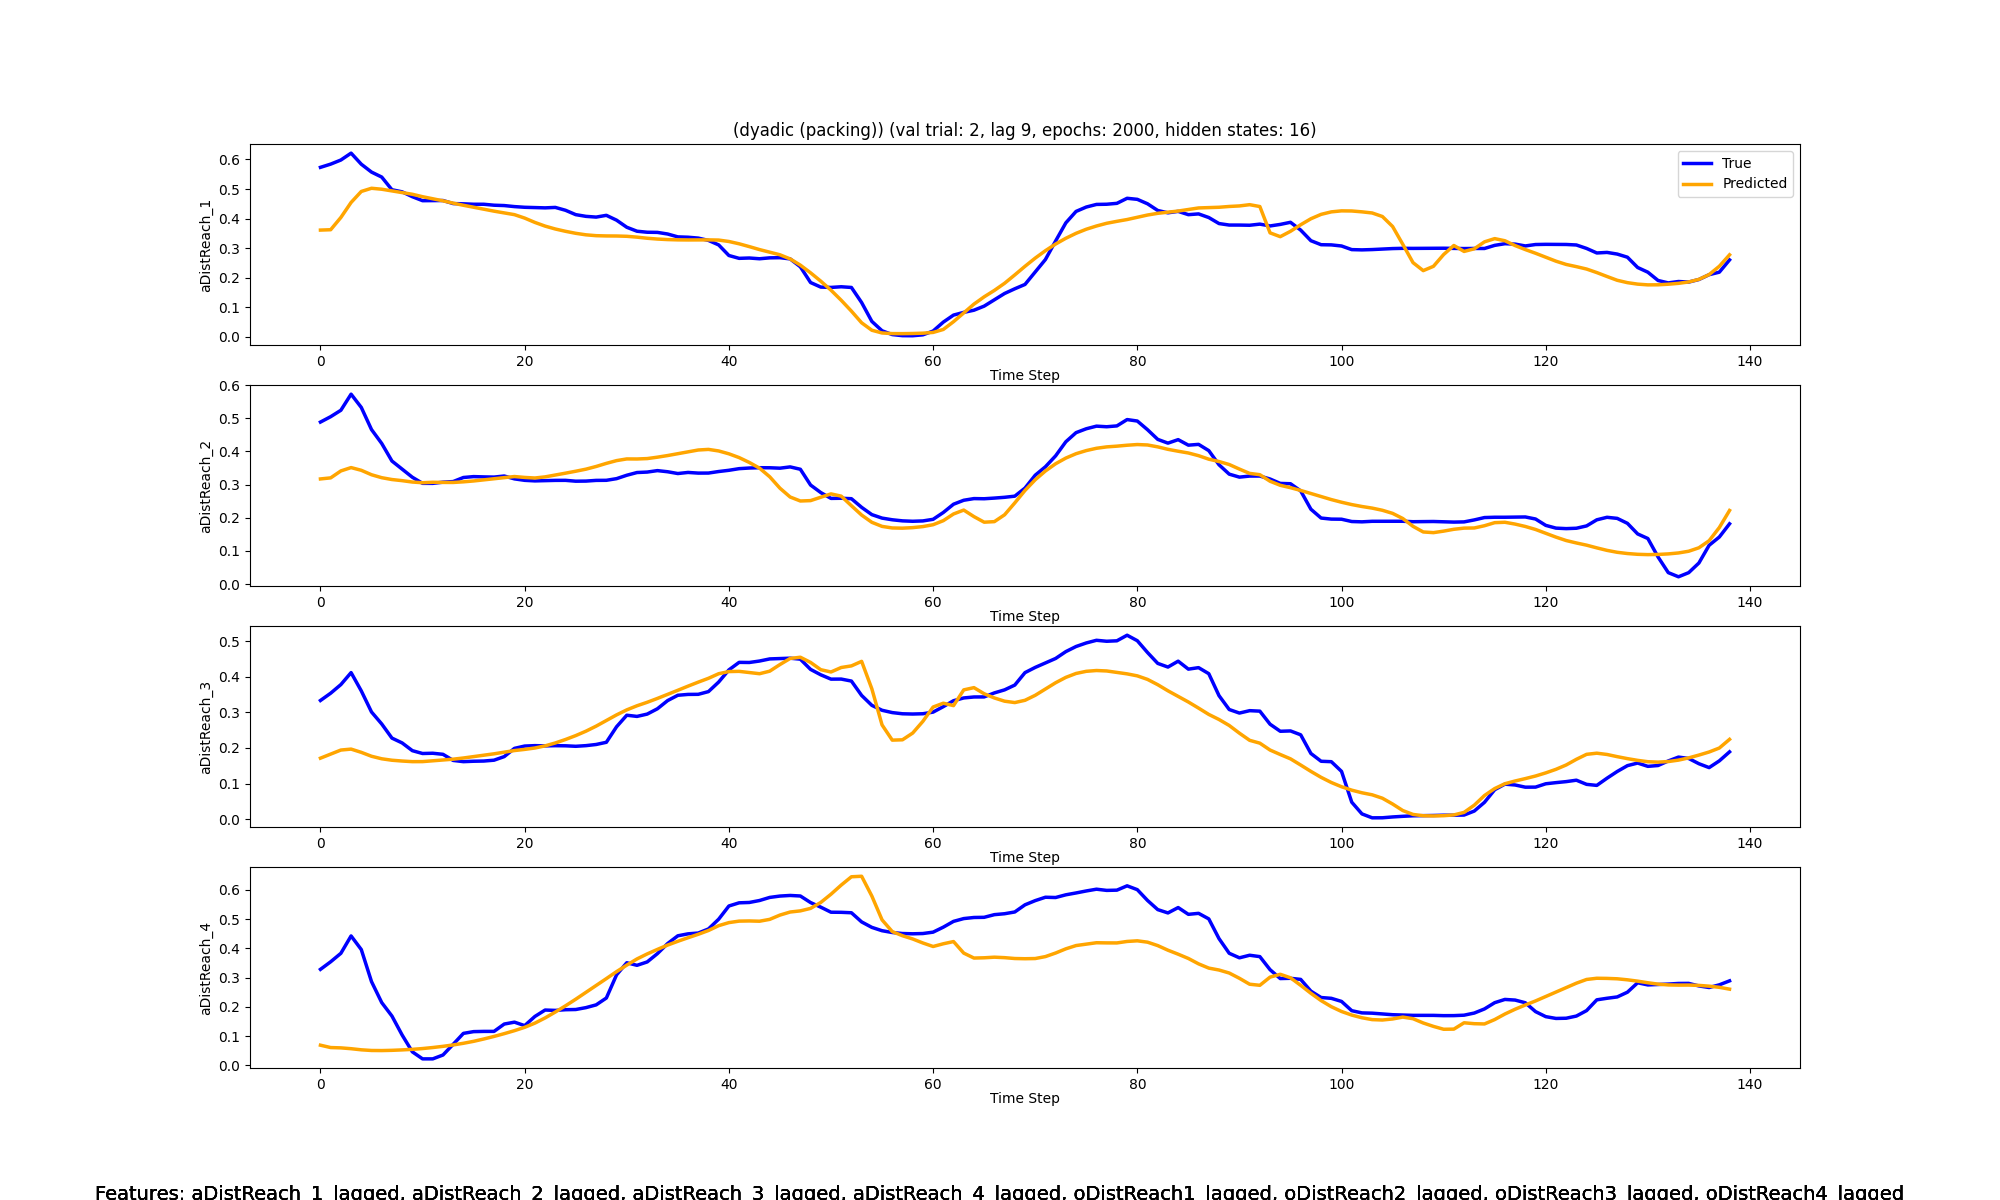 (dyadic (packing)) (val trial: 2, lag 9, epochs: 2000, hidden states: 16)
True
Predicted
aDistReach_1
0.6
0.5
0.4
0.3
0.2
0.1
0.0
0 20 40 60 80 100 120 140
Time Step
aDistReach_2
0.6
0.5
0.4
0.3
0.2
0.1
0.0
0 20 40 60 80 100 120 140
Time Step
aDistReach_3
0.5
0.4
0.3
0.2
0.1
0.0
0 20 40 60 80 100 120 140
Time Step
aDistReach_4
0.6
0.5
0.4
0.3
0.2
0.1
0.0
0 20 40 60 80 100 120 140
Time Step
Features: aDistReach_1_lagged, aDistReach_2_lagged, aDistReach_3_lagged, aDistReach_4_lagged, oDistReach1_lagged, oDistReach2_lagged, oDistReach3_lagged, oDistReach4_lagged